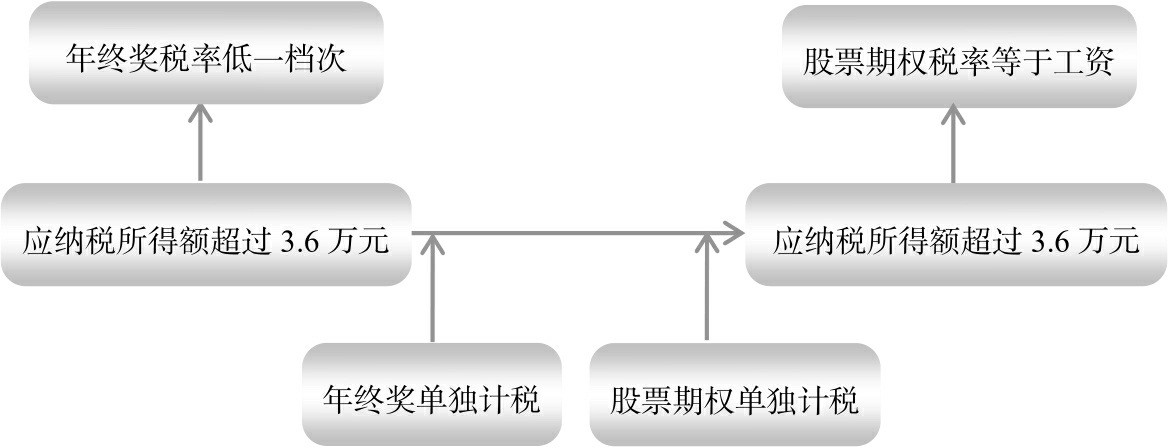 年终奖税率低一档次
股票期权税率等于工资
应纳税所得额超过 3.6 万元
应纳税所得额超过 3.6 万元
年终奖单独计税
股票期权单独计税